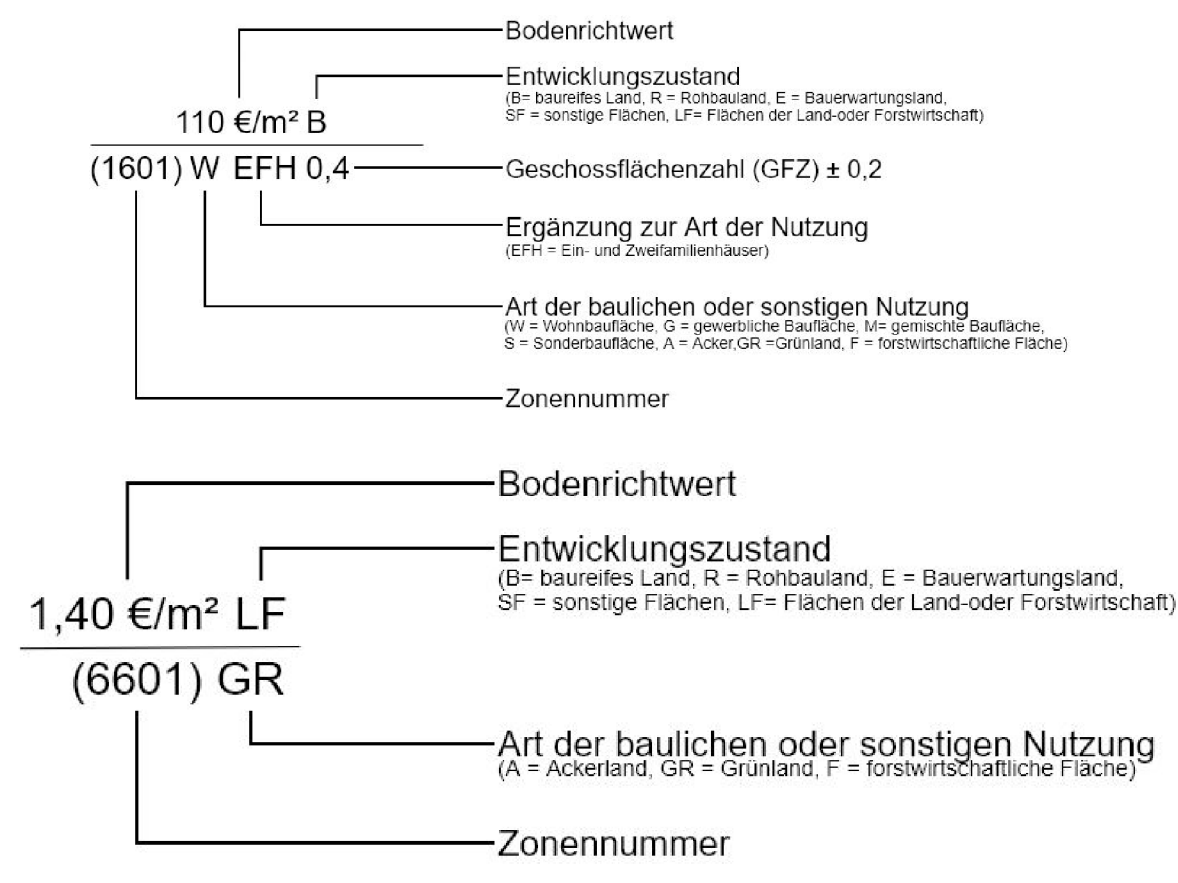 Bodenrichtwert
Entwicklungszustand
(B= baureifes Land, R = Rohbauland, E = Bauerwartungsland,
SF = sonstige Flächen, LF= Flächen der Land-oder Forstwirtschaft)
110 €/m² B
(1601) W EFH 0,4
Geschossflächenzahl (GFZ) ± 0,2
Ergänzung zur Art der Nutzung
(EFH = Ein- und Zweifamilienhäuser)
Art der baulichen oder sonstigen Nutzung
(W = Wohnbaufläche, G = gewerbliche Baufläche, M= gemischte Baufläche,
S = Sonderbaufläche, A = Acker,GR =Grünland, F = forstwirtschaftliche Fläche)
Zonennummer
Bodenrichtwert
Entwicklungszustand
(B= baureifes Land, R = Rohbauland, E = Bauerwartungsland,
SF = sonstige Flächen, LF= Flächen der Land-oder Forstwirtschaft)
1,40 €/m² LF
(6601) GR
Art der baulichen oder sonstigen Nutzung
(A = Ackerland, GR = Grünland, F = forstwirtschaftliche Fläche)
Zonennummer